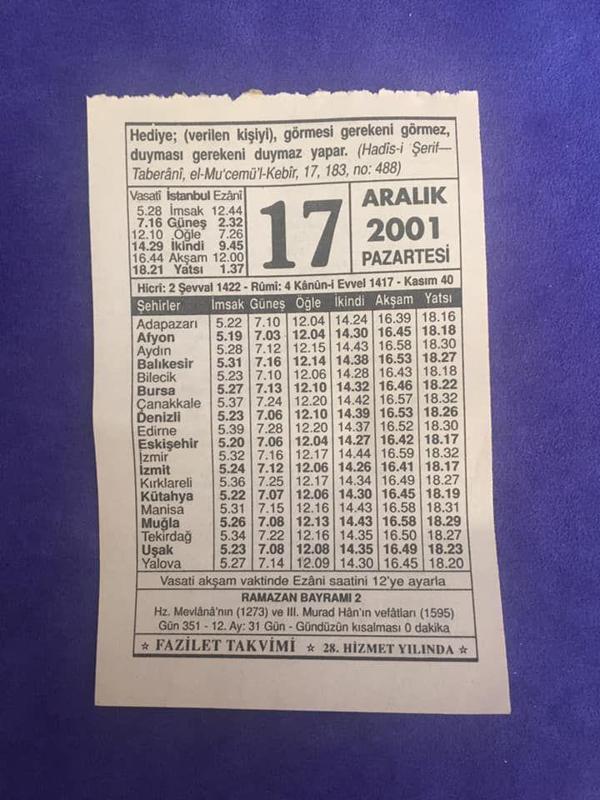 Hediye; (verilen kişiyi), görmesi gerekeni görmez,
duyması gerekeni duymaz yapar. (Hadîs-i Şerif—
Taberânî, el-Mu'cemü'l-Kebîr, 17, 183, no: 488)
Vasatî İstanbul Ezânî
5.28 İmsak 12.44
7.16 Güneş 2.32
12.10 Öğle 7.26
14.29 İkindi 9.45
16.44 Akşam 12.00
18.21 Yatsı 1.37
17
ARALIK
2001
PAZARTESİ
Hicrî: 2 Şevval 1422 - Rûmî: 4 Kânûn-i Evvel 1417 - Kasım 40
Şehirler İmsak Güneş Öğle İkindi Akşam Yatsı
Adapazarı 5.22 7.10 12.04 14.24 16.39 18.16
Afyon 5.19 7.03 12.04 14.30 16.45 18.18
Aydın 5.28 7.12 12.15 14.43 16.58 18.30
Balıkesir 5.31 7.16 12.14 14.38 16.53 18.27
Bilecik 5.23 7.10 12.06 14.28 16.43 18.18
Bursa 5.27 7.13 12.10 14.32 16.46 18.22
Çanakkale 5.37 7.24 12.20 14.42 16.57 18.32
Denizli 5.23 7.06 12.10 14.39 16.53 18.26
Edirne 5.39 7.28 12.20 14.37 16.52 18.30
Eskişehir 5.20 7.06 12.04 14.27 16.42 18.17
İzmir 5.32 7.16 12.17 14.44 16.59 18.32
İzmit 5.24 7.12 12.06 14.26 16.41 18.17
Kırklareli 5.36 7.25 12.17 14.34 16.49 18.27
Kütahya 5.22 7.07 12.06 14.30 16.45 18.19
Manisa 5.31 7.15 12.16 14.43 16.58 18.31
Muğla 5.26 7.08 12.13 14.43 16.58 18.29
Tekirdağ 5.34 7.22 12.16 14.35 16.50 18.27
Uşak 5.23 7.08 12.08 14.35 16.49 18.23
Yalova 5.27 7.14 12.09 14.30 16.45 18.20
Vasati akşam vaktinde Ezâni saatini 12'ye ayarla
RAMAZAN BAYRAMI 2
Hz. Mevlânâ'nın (1273) ve III. Murad Hân'ın vefâtları (1595)
Gün 351 - 12. Ay: 31 Gün - Gündüzün kısalması 0 dakika
☆ FAZİLET TAKVİMİ ☆ 28. HİZMET YILINDA ☆